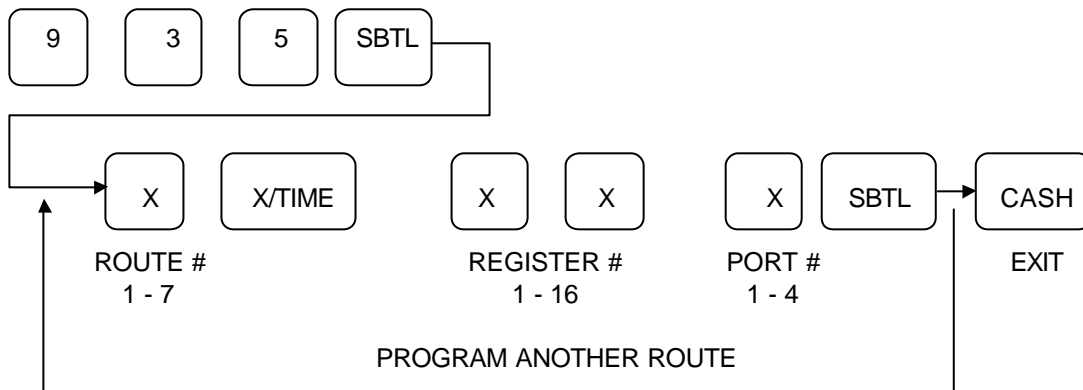 9 3 5 SBTL
X X/TIME X X X SBTL CASH
ROUTE # REGISTER # PORT # EXIT
1 - 7 1 - 16 1 - 4
PROGRAM ANOTHER ROUTE